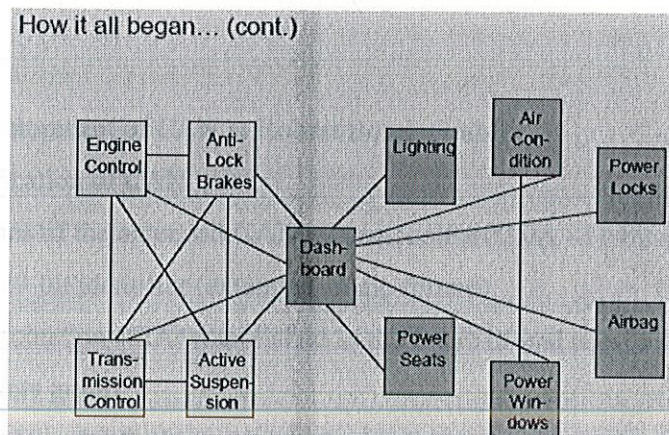 How it all began... (cont.)
Engine
Control
Anti-
Lock
Brakes
Lighting
Air
Con-
dition
Power
Locks
Dash-
board
Trans-
mission
Control
Active
Suspen-
sion
Power
Seats
Power
Win-
dows
Airbag